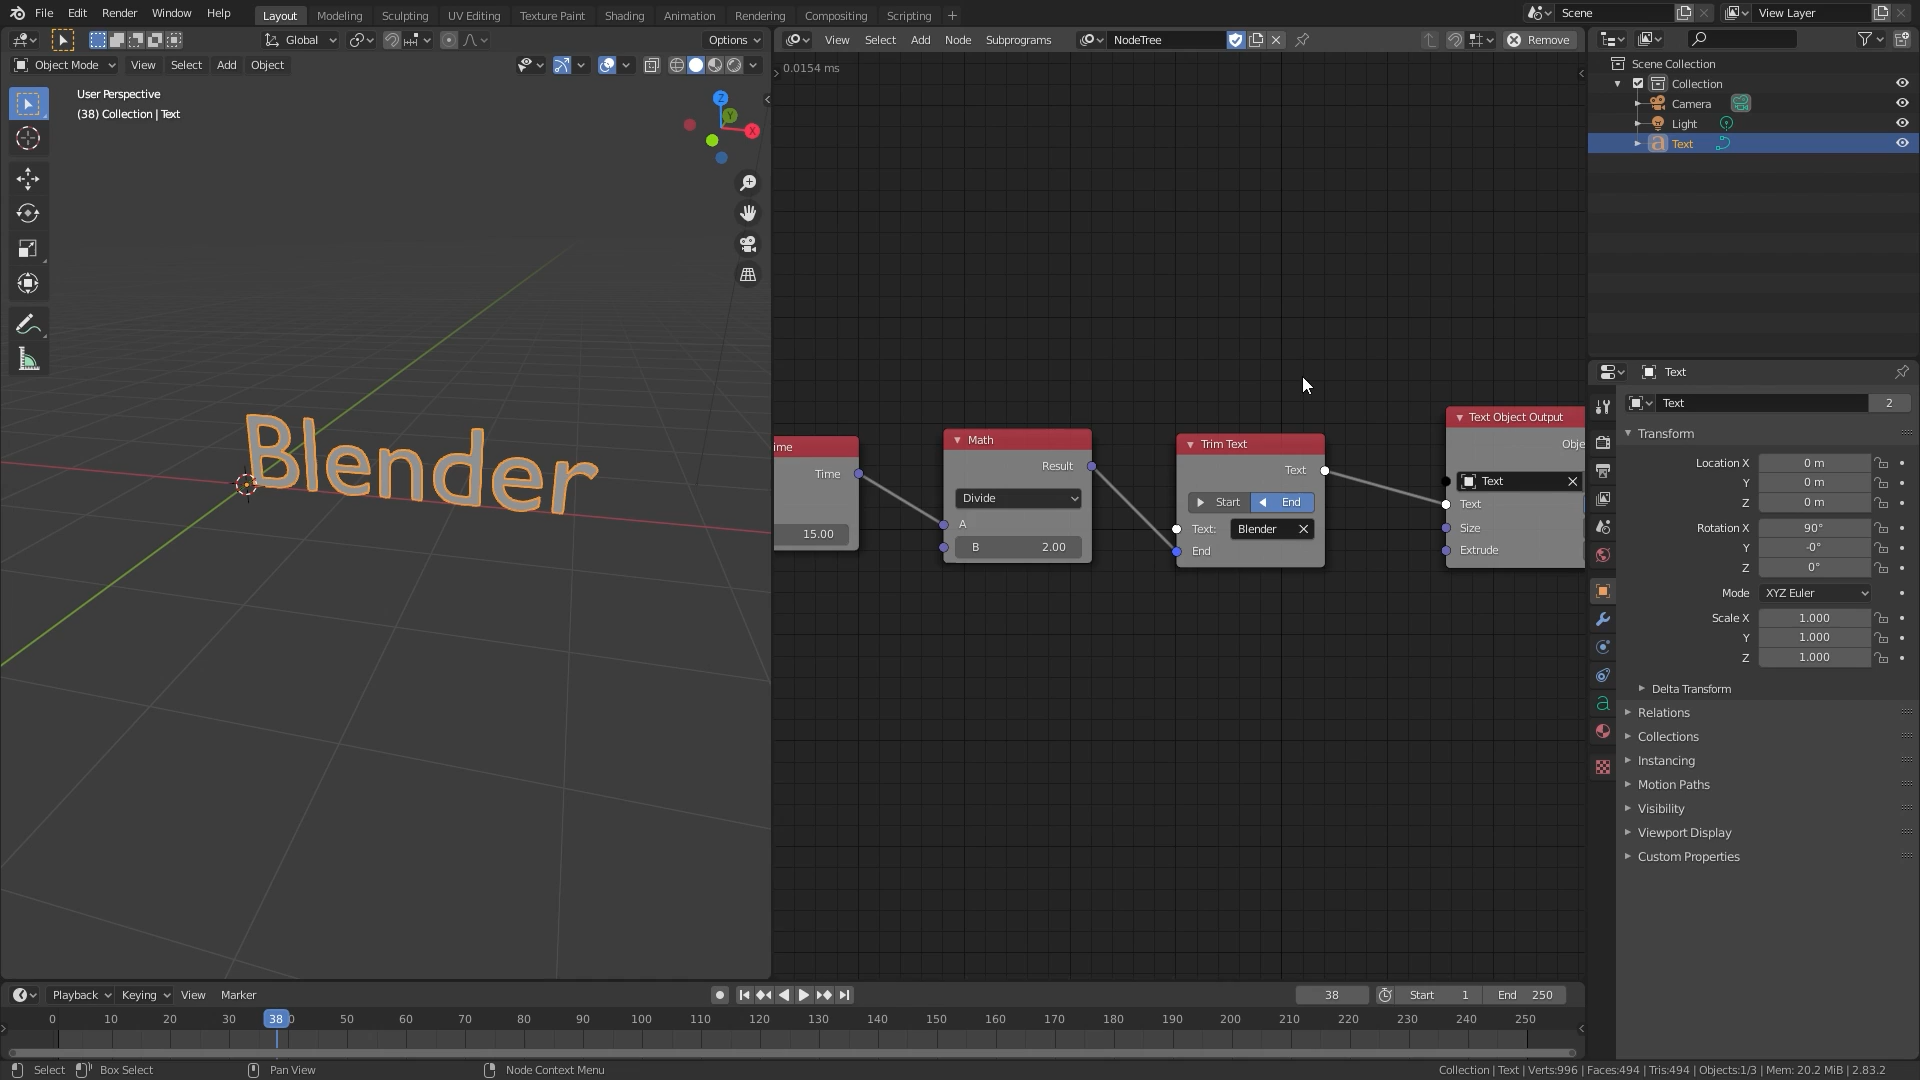 File Edit Render Window Help
Layout Modeling Sculpting UV Editing Texture Paint Shading Animation Rendering Compositing Scripting +
Scene
View Layer
Global
Options
View Select Add Node Subprograms
NodeTree
Remove
Object Mode View Select Add Object
User Perspective
(38) Collection | Text
Z
Y
X
0.0154 ms
Scene Collection
Collection
Camera
Light
Text
Blender
ime
Time
15.00
Math
Result
Divide
A
B 2.00
Trim Text
Text
Start End
Text: Blender
End
Text Object Output
Obje
Text
Text
Size
Extrude
Text
Text 2
Transform
Location X 0 m
Y 0 m
Z 0 m
Rotation X 90°
Y -0°
Z 0°
Mode XYZ Euler
Scale X 1.000
Y 1.000
Z 1.000
Delta Transform
Relations
Collections
Instancing
Motion Paths
Visibility
Viewport Display
Custom Properties
Playback Keying View Marker
38
Start 1
End 250
0 10 20 30 38 0 50 60 70 80 90 100 110 120 130 140 150 160 170 180 190 200 210 220 230 240 250
Select Box Select Pan View Node Context Menu
Collection | Text | Verts:996 | Faces:494 | Tris:494 | Objects:1/3 | Mem: 20.2 MiB | 2.83.2